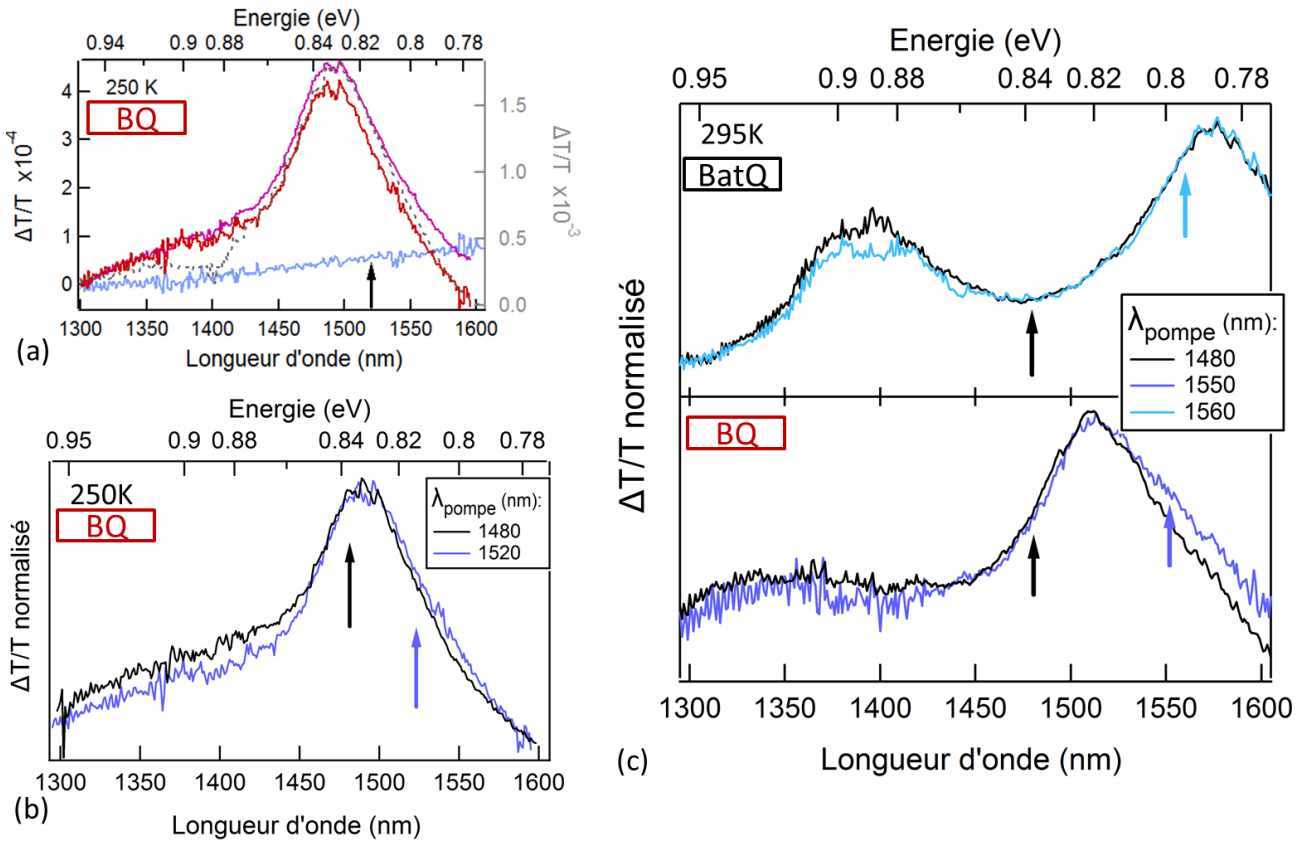 Energie (eV)
0.94 0.9 0.88 0.84 0.82 0.8 0.78
250 K
BQ
4
3
2
1
0
ΔT/T x10⁻⁴
1.5
1.0
0.5
0.0
ΔT/T x10⁻³
1300 1350 1400 1450 1500 1550 1600
Longueur d'onde (nm)
(a)
Energie (eV)
0.95 0.9 0.88 0.84 0.82 0.8 0.78
250K
BQ
λpompe (nm):
1480
1520
ΔT/T normalisé
1300 1350 1400 1450 1500 1550 1600
Longueur d'onde (nm)
(b)
Energie (eV)
0.95 0.9 0.88 0.84 0.82 0.8 0.78
295K
BatQ
λpompe (nm):
1480
1550
1560
BQ
ΔT/T normalisé
1300 1350 1400 1450 1500 1550 1600
Longueur d'onde (nm)
(c)